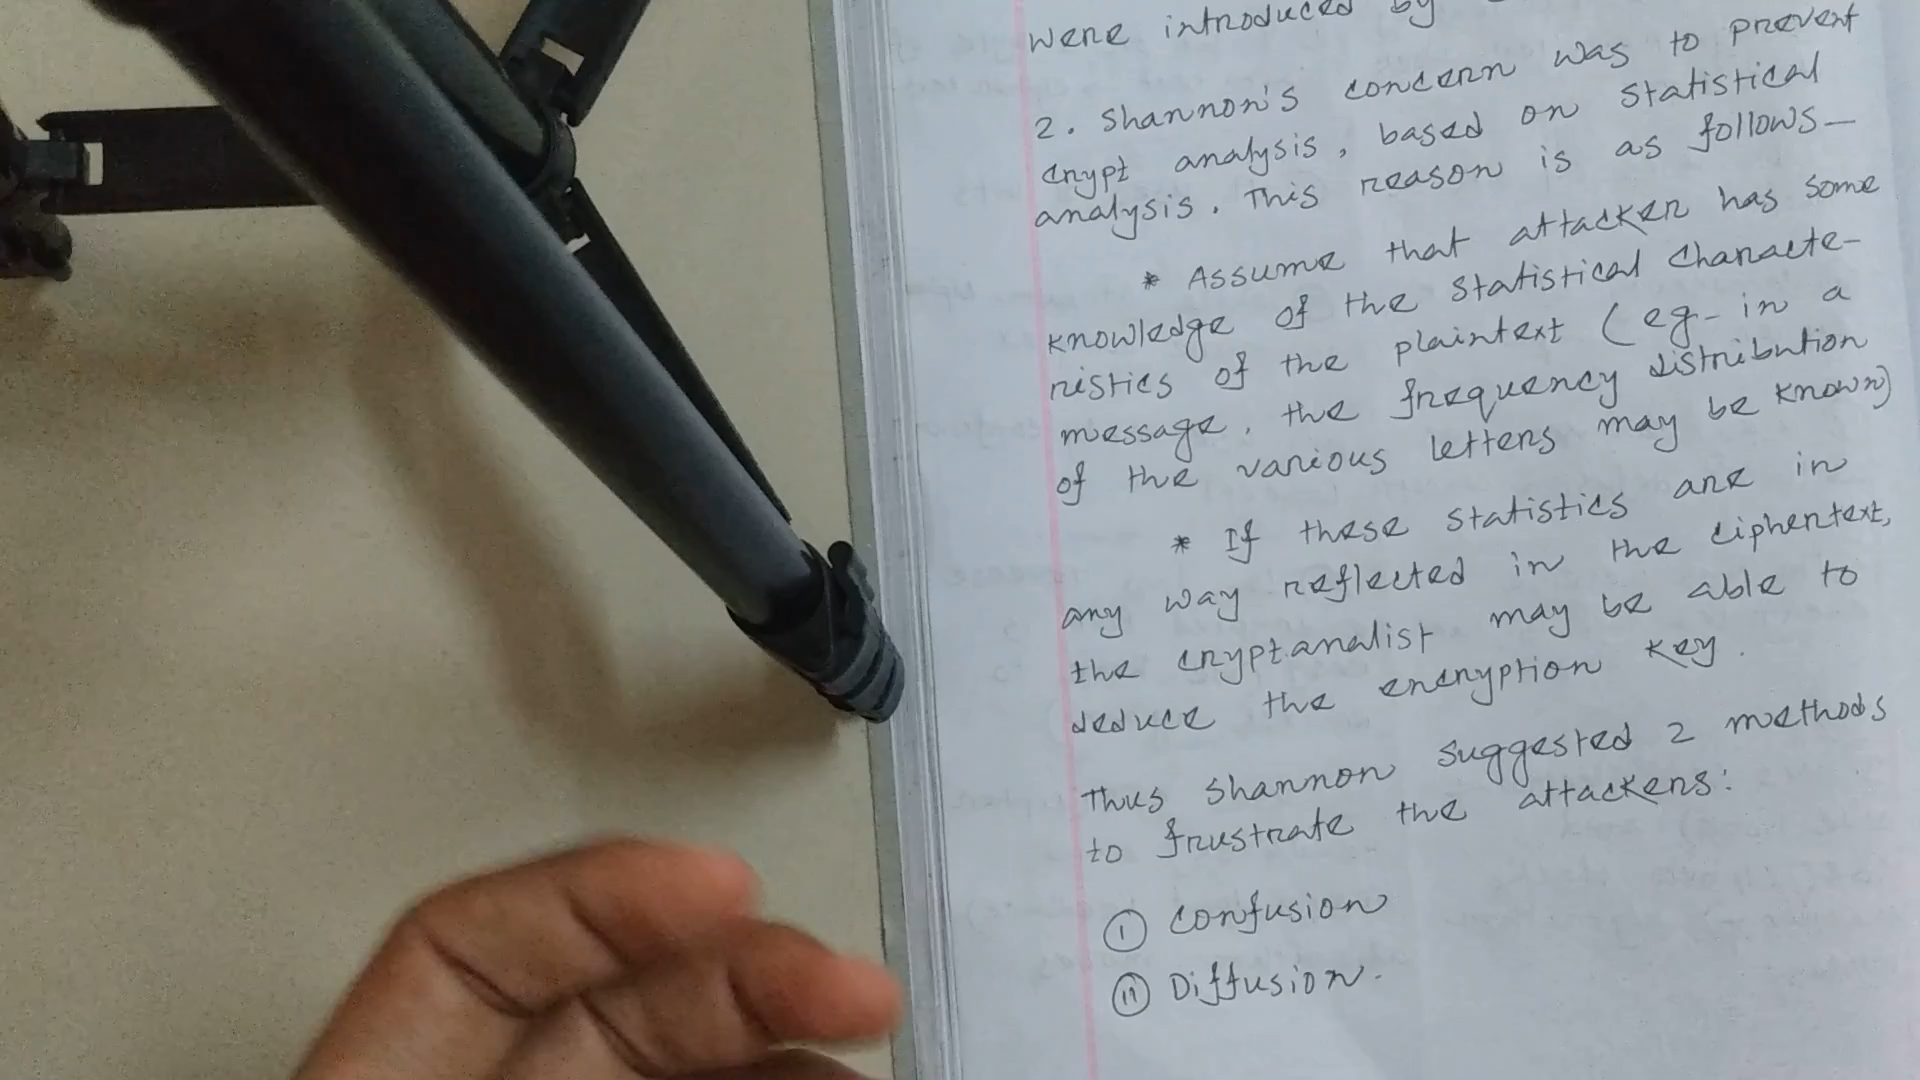 were introduced by
2. Shannon's concern was to prevent
crypt analysis, based on statistical
analysis. This reason is as follows—
* Assume that attacker has some
knowledge of the statistical characte-
ristics of the plaintext (eg- in a
message, the frequency distribution
of the various letters may be known)
* If these statistics are in
any way reflected in the ciphertext,
the cryptanalist may be able to
deduce the encryption key.
Thus Shannon suggested 2 methods
to frustrate the attackers:
(i) Confusion
(ii) Diffusion.